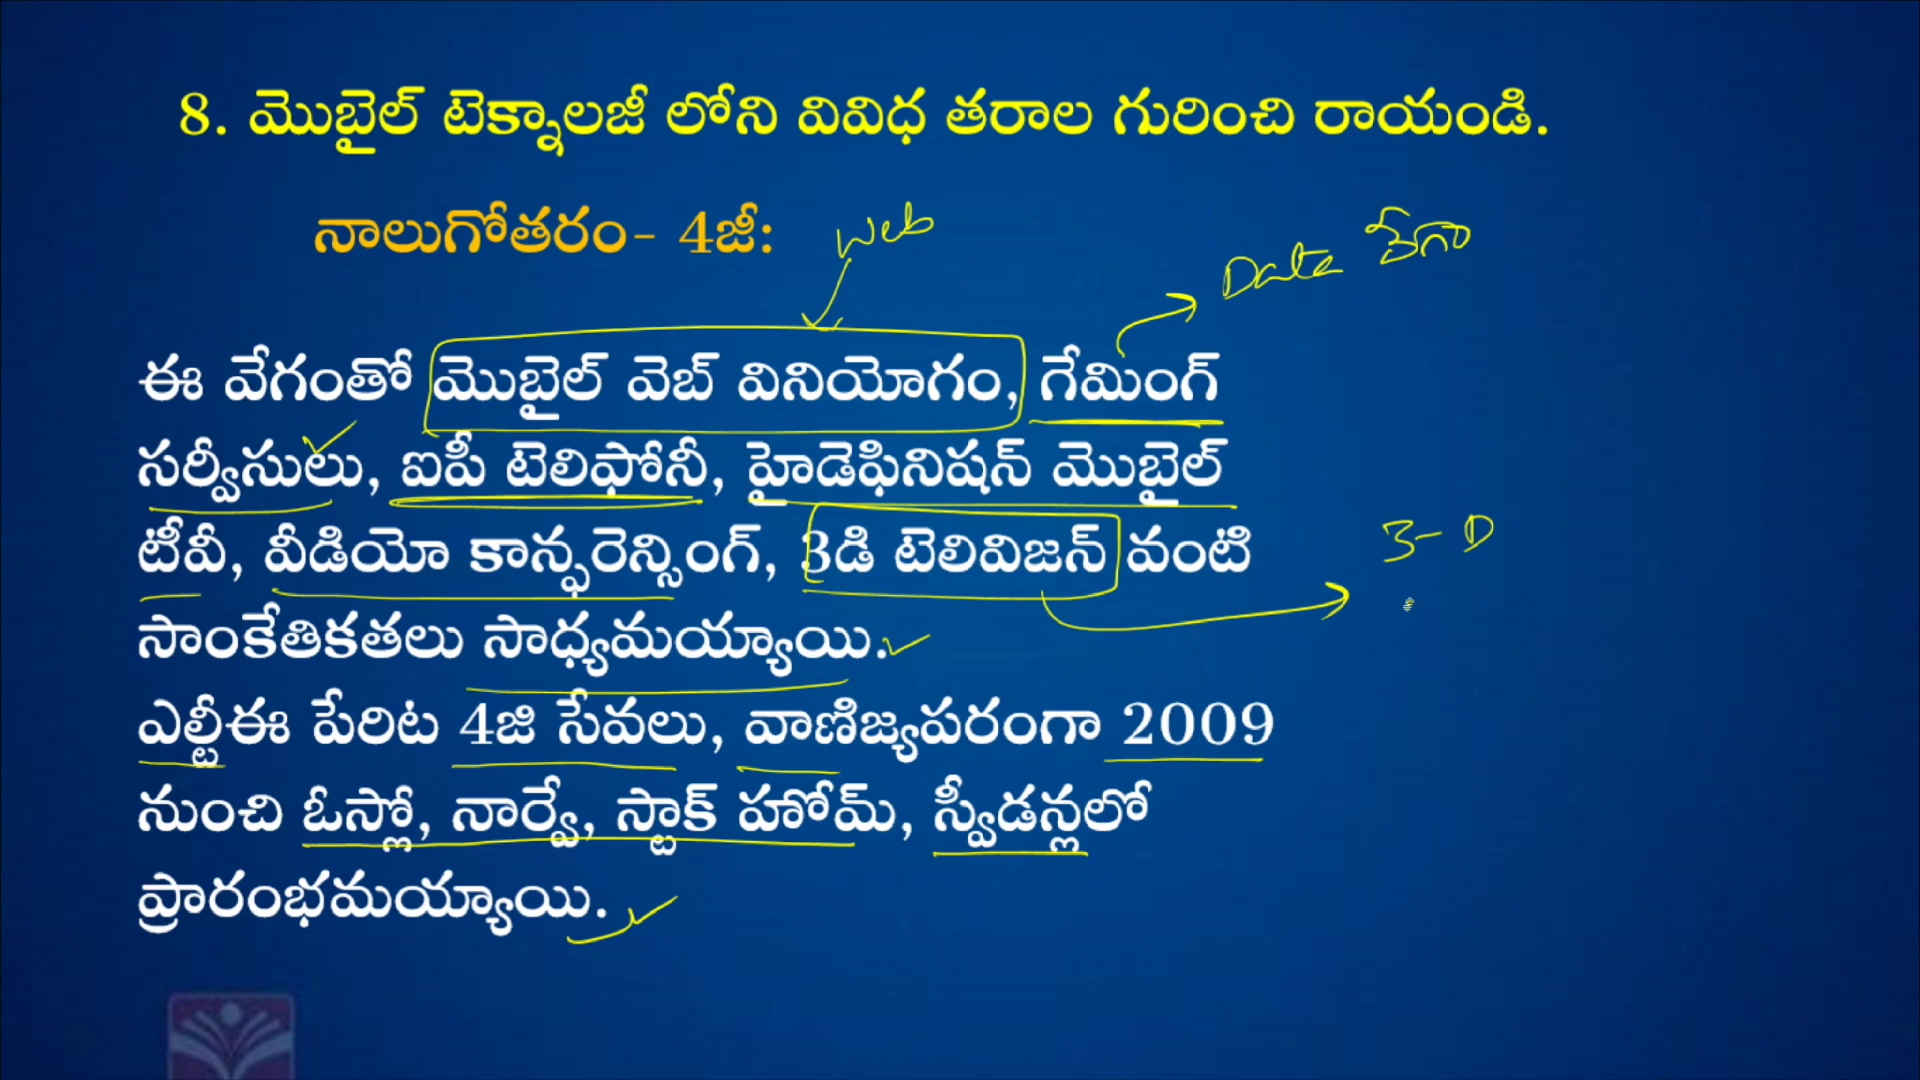 8. మొబైల్ టెక్నాలజీ లోని వివిధ తరాల గురించి రాయండి.
నాలుగోతరం- 4జీ:
Web
Data వేగా
ఈ వేగంతో మొబైల్ వెబ్ వినియోగం, గేమింగ్
సర్వీసులు, ఐపీ టెలిఫోనీ, హైడెఫినిషన్ మొబైల్
టీవీ, వీడియో కాన్ఫరెన్సింగ్, 3డి టెలివిజన్ వంటి
3-D
సాంకేతికతలు సాధ్యమయ్యాయి.
ఎల్టీఈ పేరిట 4జి సేవలు, వాణిజ్యపరంగా 2009
నుంచి ఓస్లో, నార్వే, స్టాక్ హోమ్, స్వీడన్లలో
ప్రారంభమయ్యాయి.